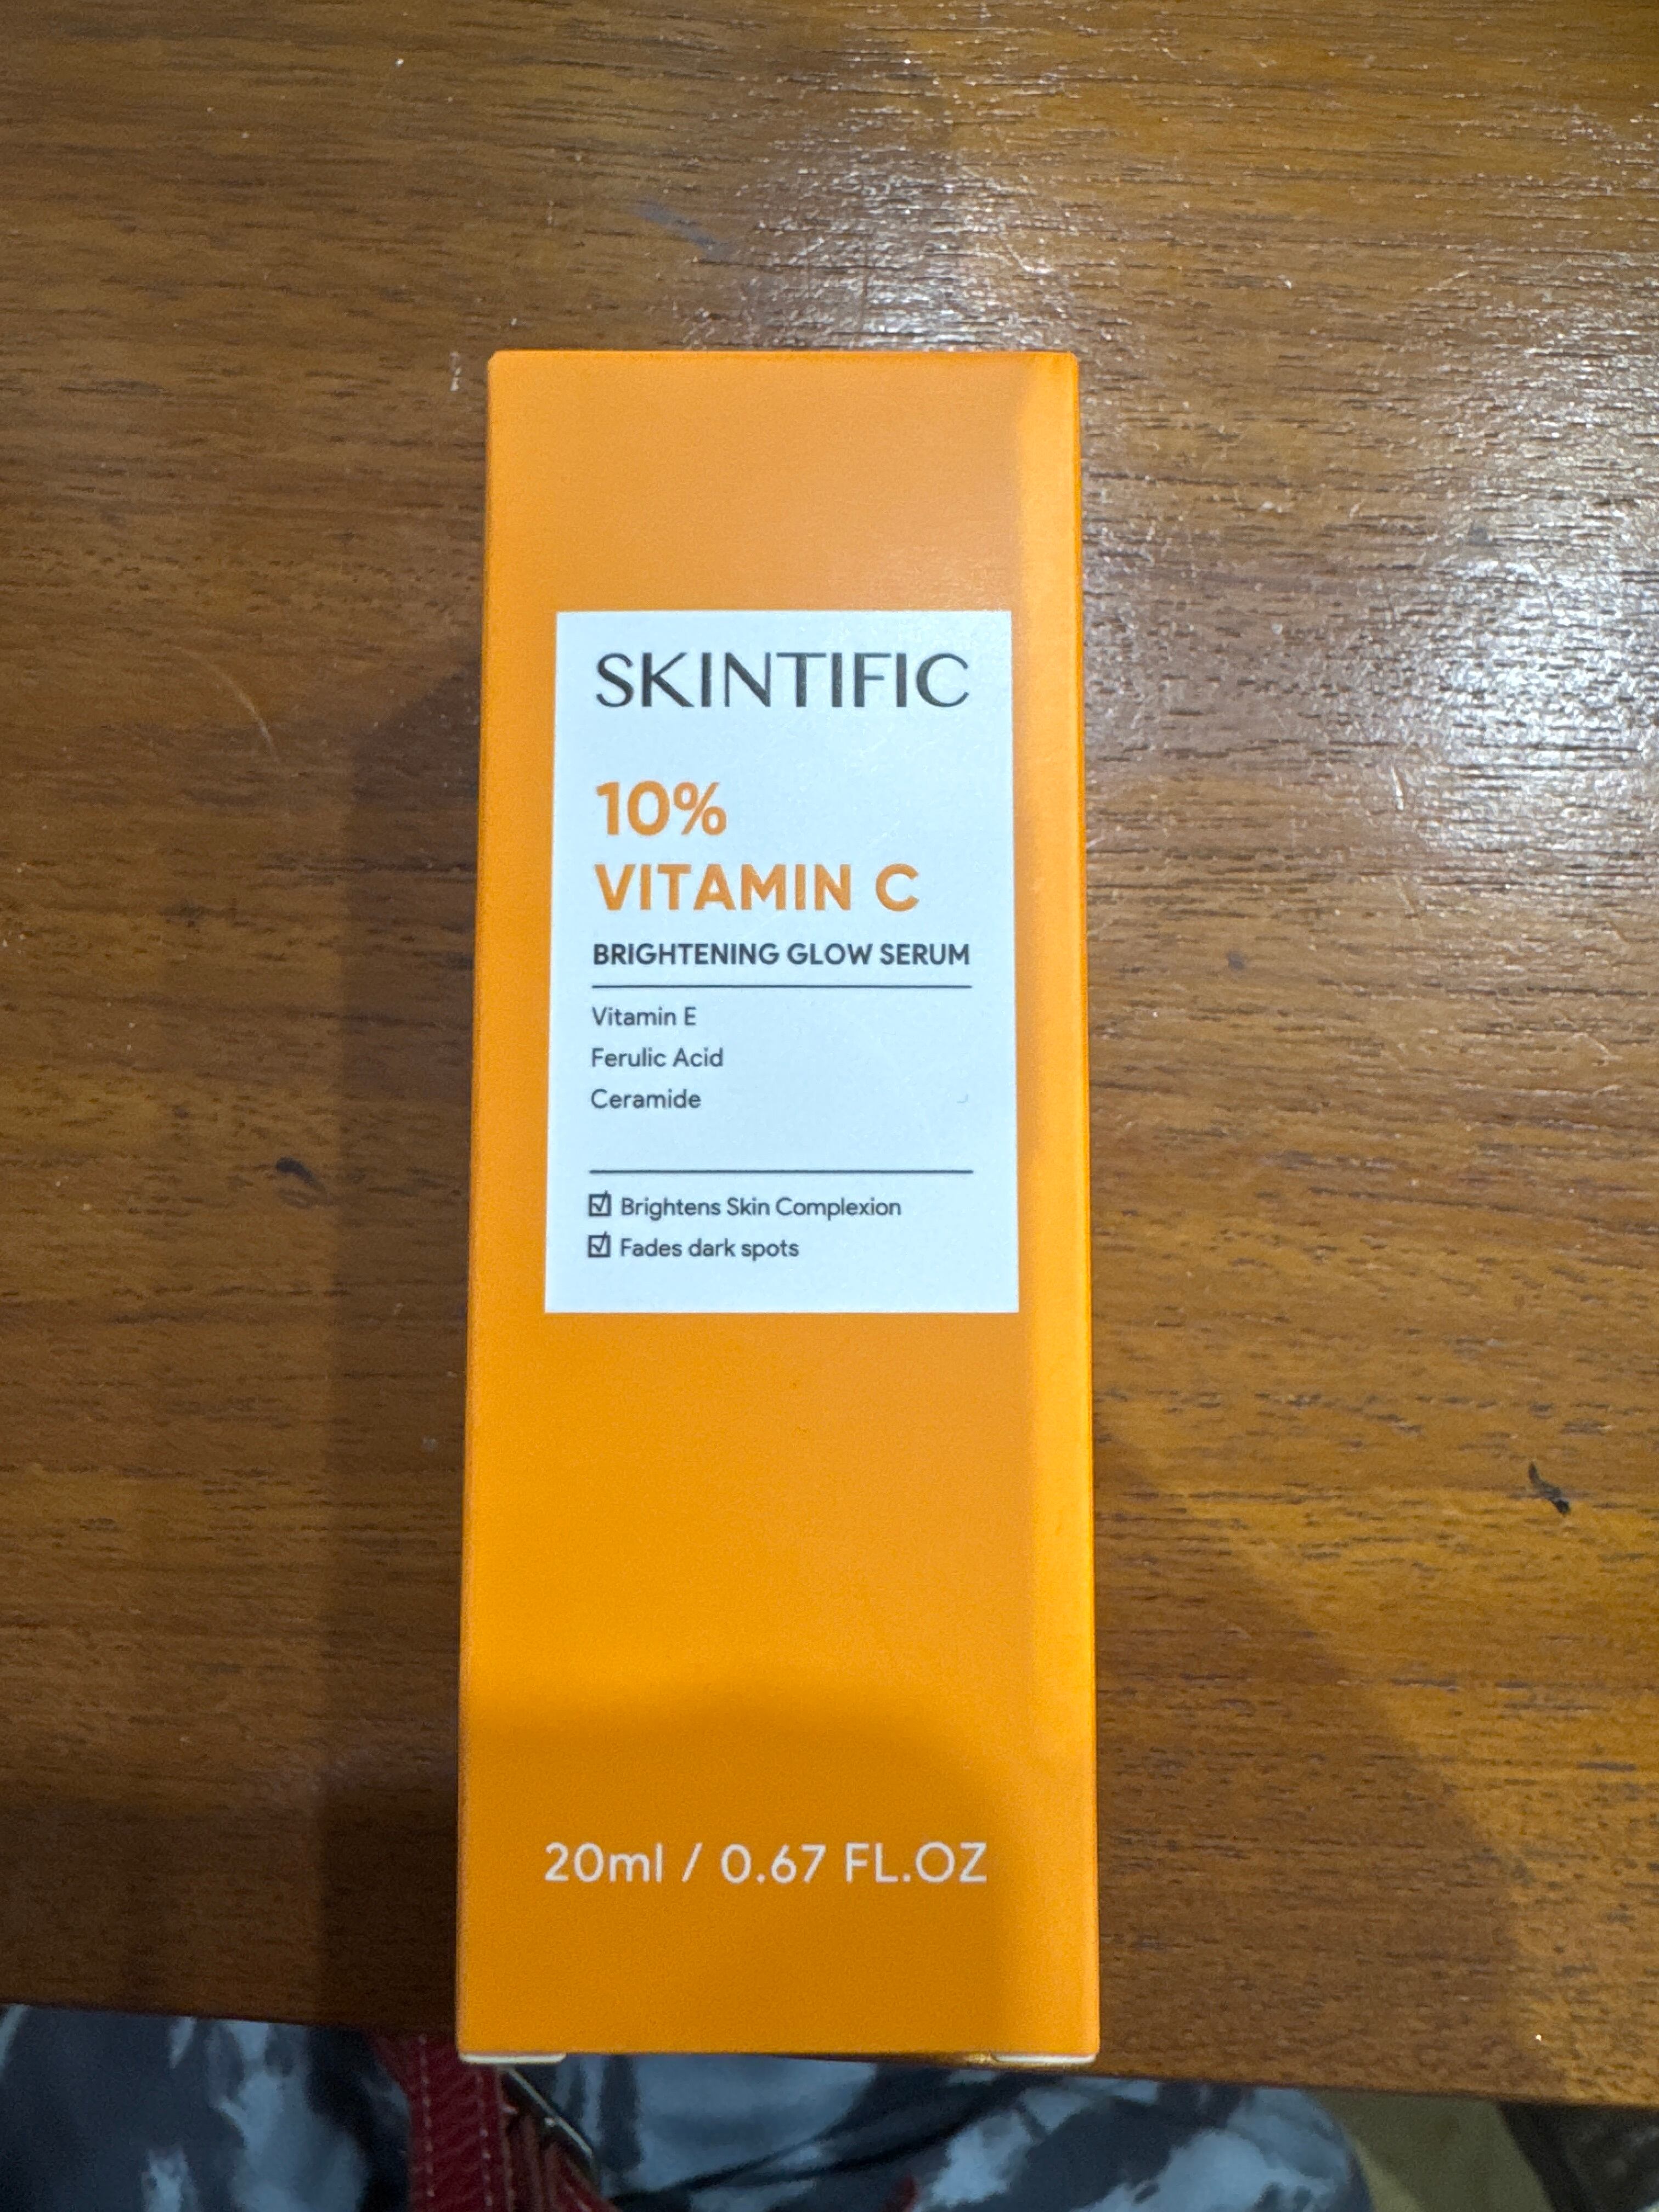 SKINTIFIC
10%
VITAMIN C
BRIGHTENING GLOW SERUM
Vitamin E
Ferulic Acid
Ceramide
☑ Brightens Skin Complexion
☑ Fades dark spots
20ml / 0.67 FL.OZ